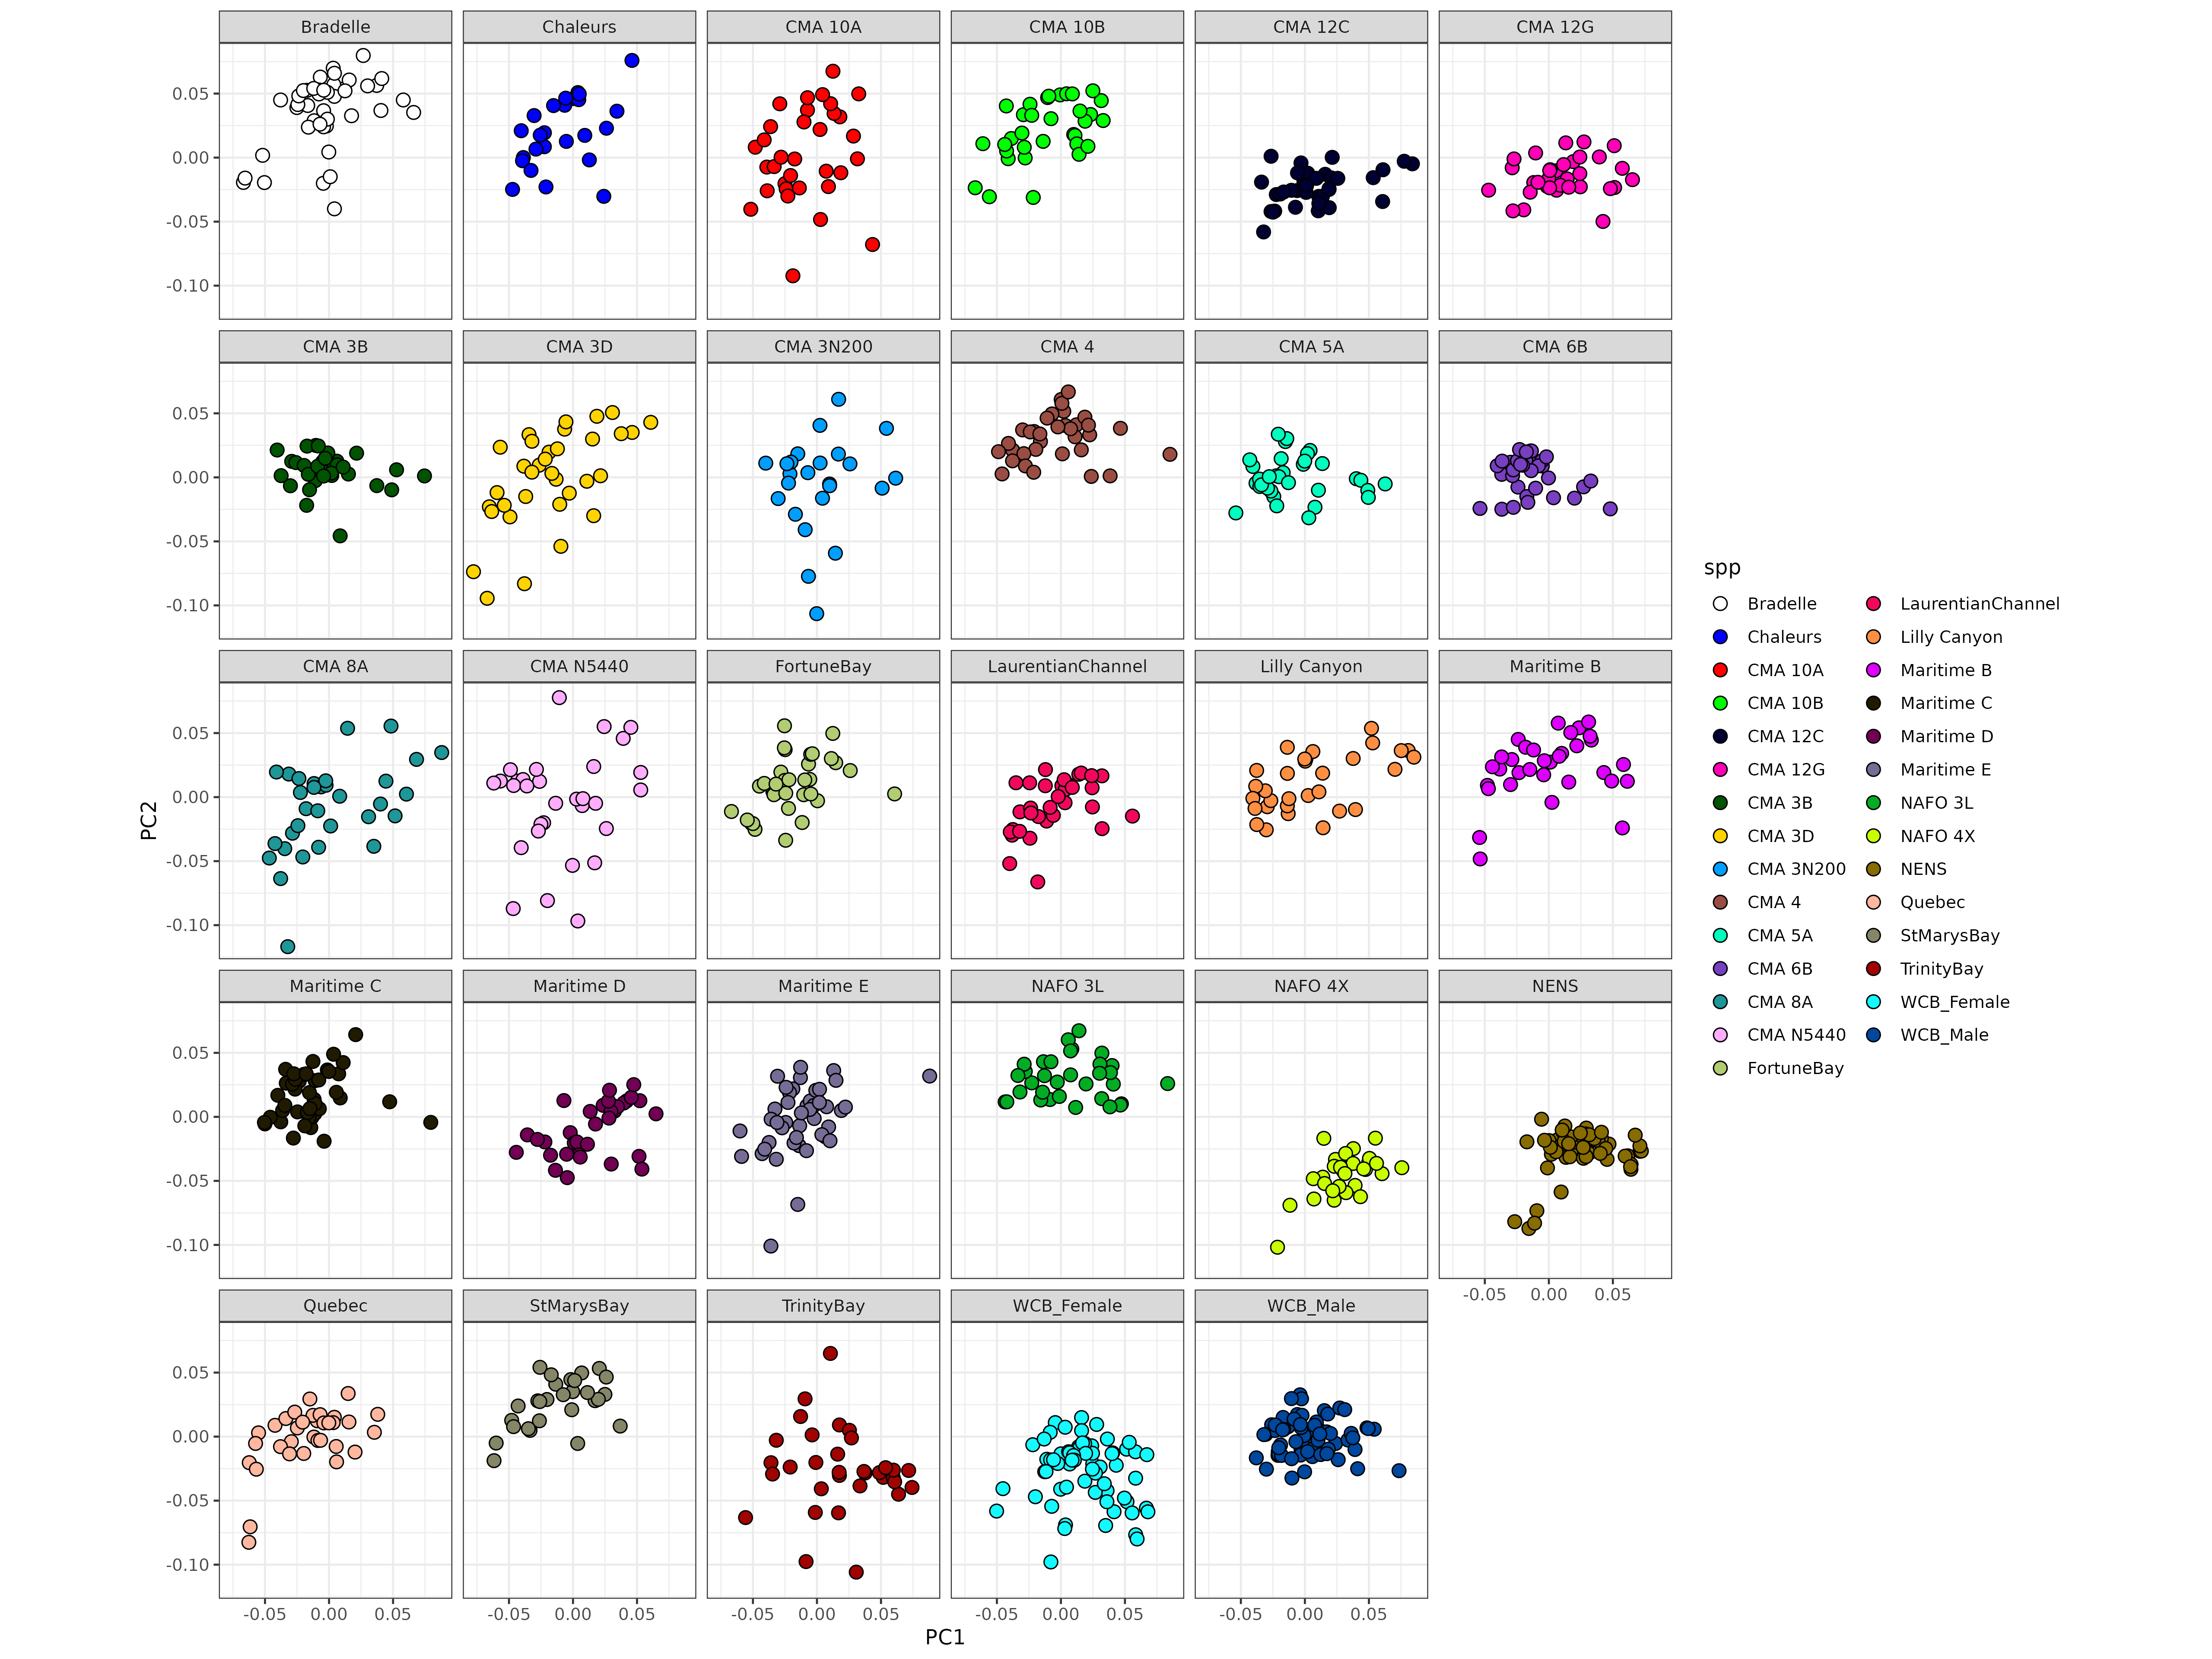 Bradelle Chaleurs CMA 10A CMA 10B CMA 12C CMA 12G
0.05
0.00
-0.05
-0.10
CMA 3B CMA 3D CMA 3N200 CMA 4 CMA 5A CMA 6B
0.05
0.00
-0.05
-0.10
CMA 8A CMA N5440 FortuneBay LaurentianChannel Lilly Canyon Maritime B
0.05
0.00
-0.05
-0.10
PC2
Maritime C Maritime D Maritime E NAFO 3L NAFO 4X NENS
0.05
0.00
-0.05
-0.10
-0.05 0.00 0.05
Quebec StMarysBay TrinityBay WCB_Female WCB_Male
0.05
0.00
-0.05
-0.10
-0.05 0.00 0.05 -0.05 0.00 0.05 -0.05 0.00 0.05 -0.05 0.00 0.05 -0.05 0.00 0.05
PC1
spp
Bradelle
Chaleurs
CMA 10A
CMA 10B
CMA 12C
CMA 12G
CMA 3B
CMA 3D
CMA 3N200
CMA 4
CMA 5A
CMA 6B
CMA 8A
CMA N5440
FortuneBay
LaurentianChannel
Lilly Canyon
Maritime B
Maritime C
Maritime D
Maritime E
NAFO 3L
NAFO 4X
NENS
Quebec
StMarysBay
TrinityBay
WCB_Female
WCB_Male